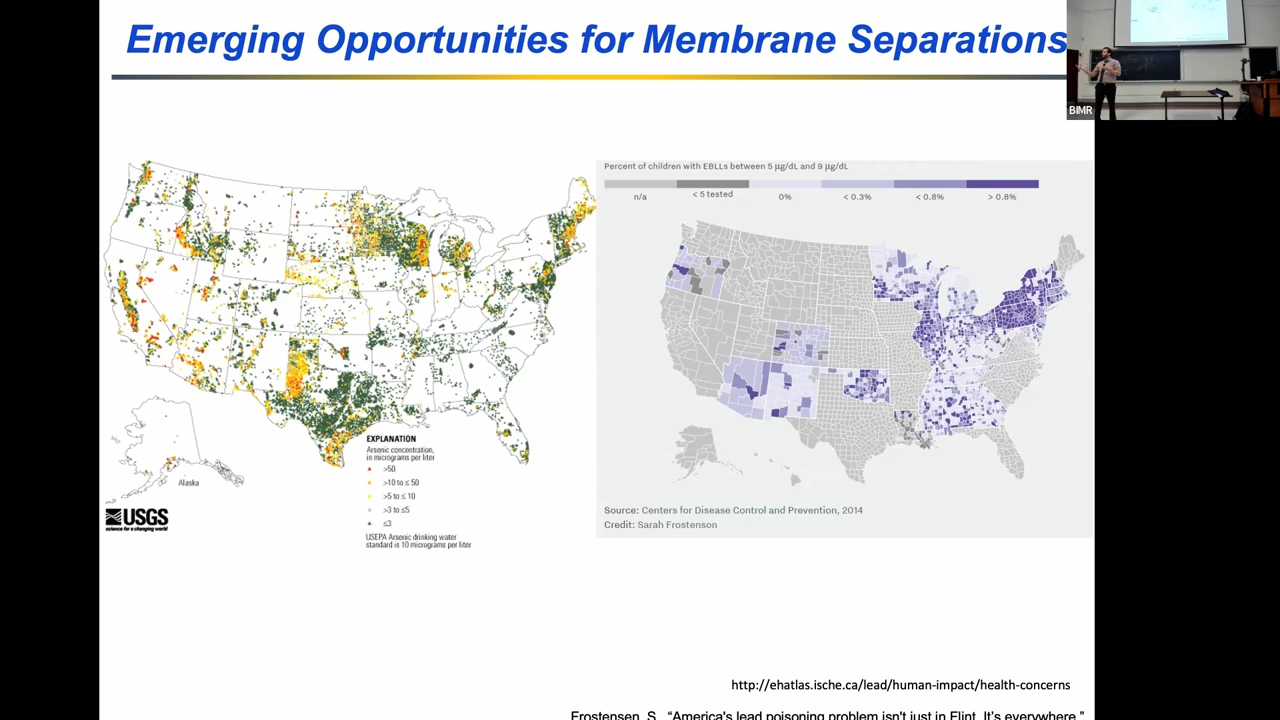 Emerging Opportunities for Membrane Separations
BIMR
Percent of children with EBLLs between 5 µg/dL and 9 µg/dL
n/a
< 5 tested
0%
< 0.3%
< 0.8%
> 0.8%
EXPLANATION
Arsenic concentration,
in micrograms per liter
>50
>10 to ≤ 50
>5 to ≤ 10
>3 to ≤5
≤3
USEPA Arsenic drinking water
standard is 10 micrograms per liter
Alaska
USGS
science for a changing world
Source: Centers for Disease Control and Prevention, 2014
Credit: Sarah Frostenson
http://ehatlas.ische.ca/lead/human-impact/health-concerns
Frostensen, S., "America's lead poisoning problem isn't just in Flint. It's everywhere."